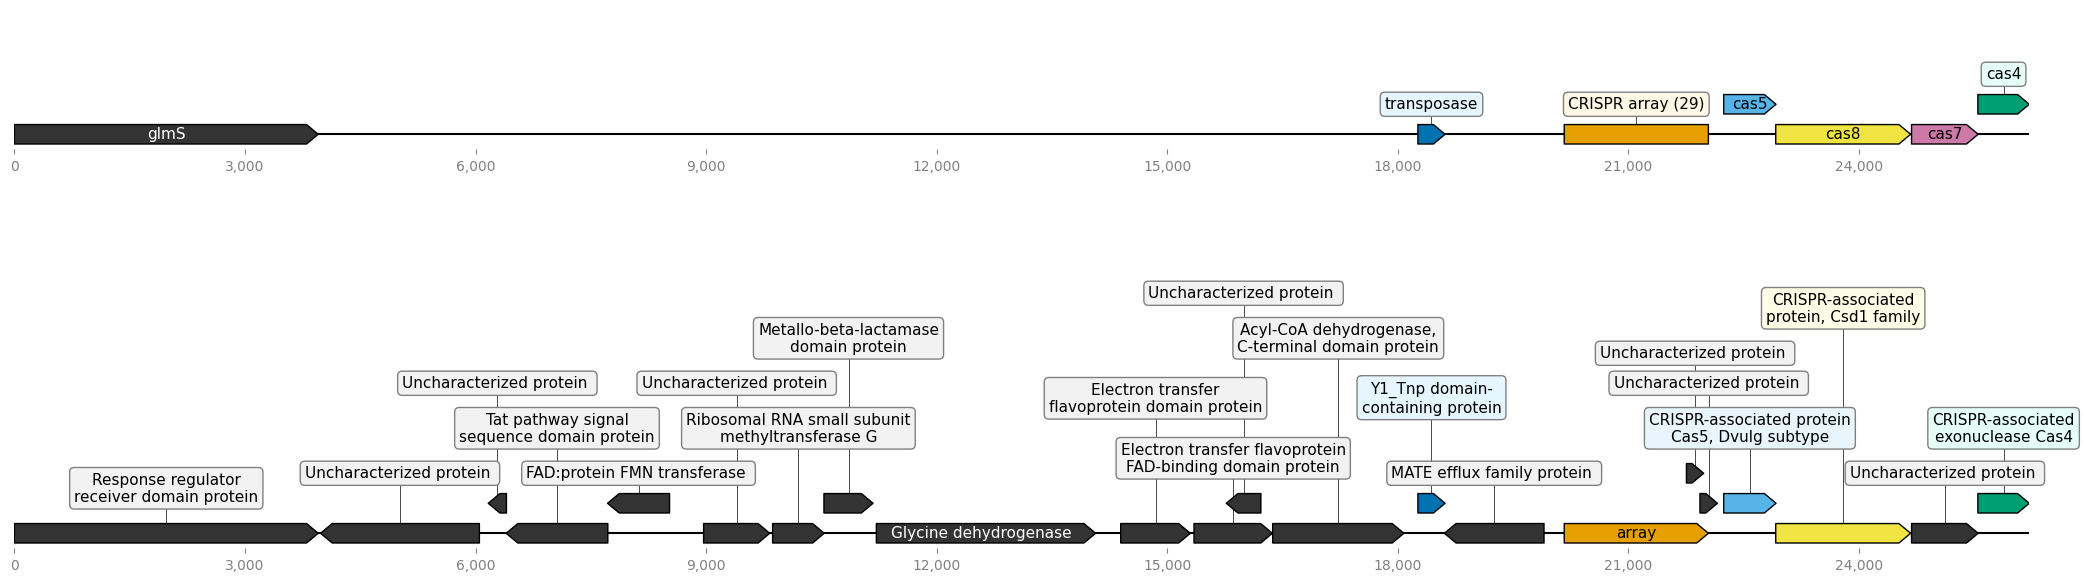 cas4
transposase
CRISPR array (29)
cas5
glmS
cas8
cas7
0
3,000
6,000
9,000
12,000
15,000
18,000
21,000
24,000
Uncharacterized protein
CRISPR-associated
protein, Csd1 family
Metallo-beta-lactamase
domain protein
Acyl-CoA dehydrogenase,
C-terminal domain protein
Uncharacterized protein
Uncharacterized protein
Uncharacterized protein
Electron transfer
flavoprotein domain protein
Y1_Tnp domain-
containing protein
Uncharacterized protein
Tat pathway signal
sequence domain protein
Ribosomal RNA small subunit
methyltransferase G
CRISPR-associated protein
Cas5, Dvulg subtype
CRISPR-associated
exonuclease Cas4
Electron transfer flavoprotein
FAD-binding domain protein
Response regulator
receiver domain protein
Uncharacterized protein
FAD:protein FMN transferase
MATE efflux family protein
Uncharacterized protein
Glycine dehydrogenase
array
0
3,000
6,000
9,000
12,000
15,000
18,000
21,000
24,000